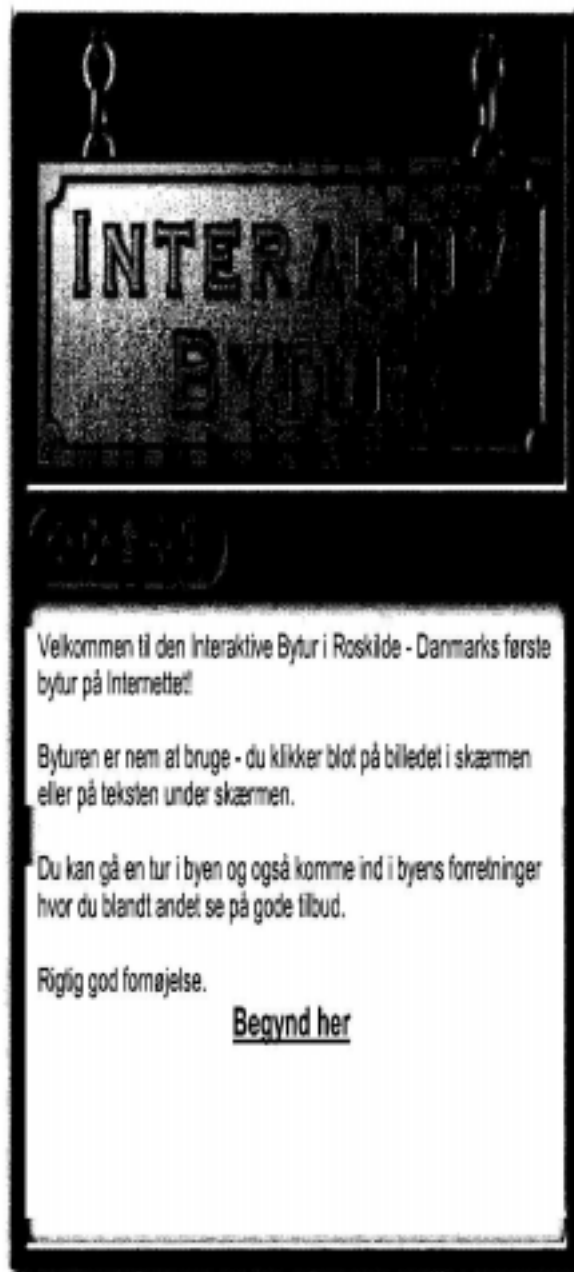 INTERAKTIV
BYTUR
Velkommen til den Interaktive Bytur i Roskilde - Danmarks første
bytur på Internettet!
Byturen er nem at bruge - du klikker blot på billedet i skærmen
eller på teksten under skærmen.
Du kan gå en tur i byen og også komme ind i byens forretninger
hvor du blandt andet se på gode tilbud.
Rigtig god fornøjelse.
Begynd her